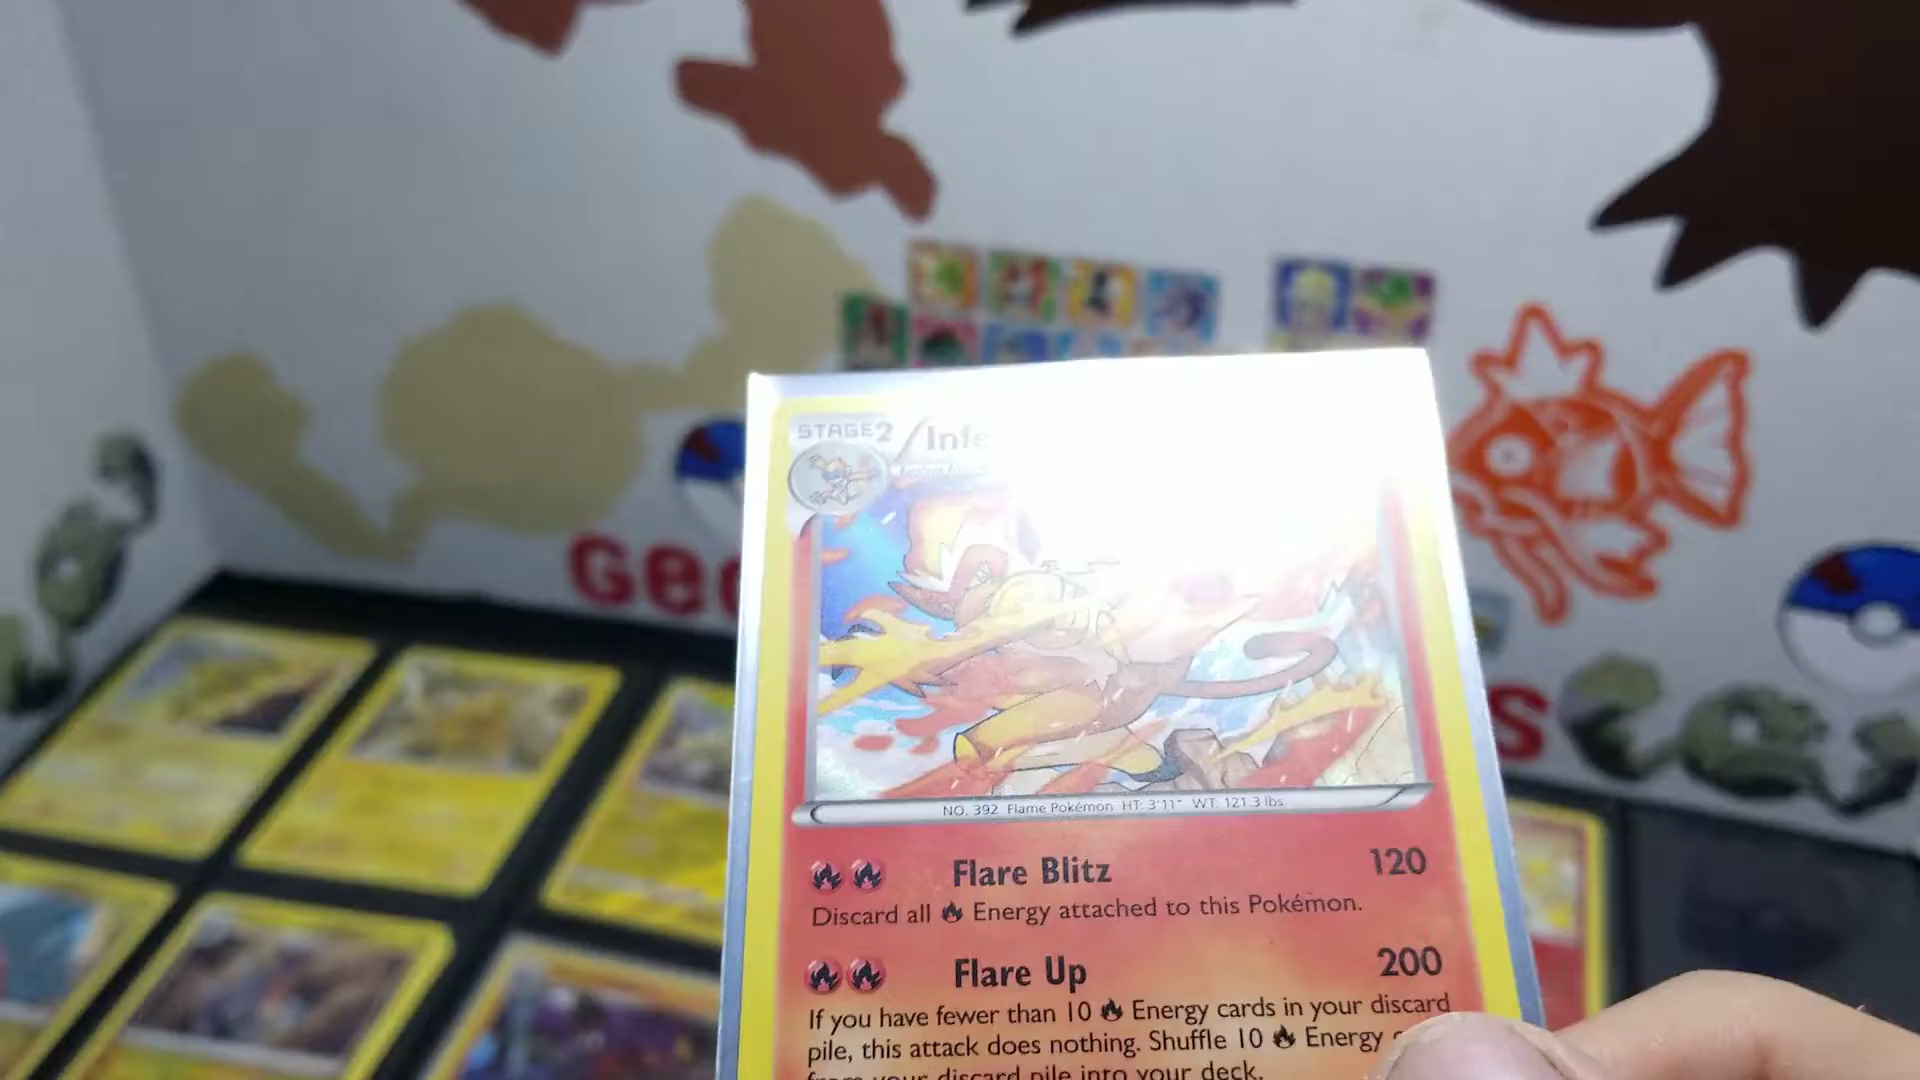 STAGE2 Infe
NO. 392 Flame Pokémon HT: 3'11" WT: 121.3 lbs
Flare Blitz 120
Discard all Energy attached to this Pokémon.
Flare Up 200
If you have fewer than 10 Energy cards in your discard
pile, this attack does nothing. Shuffle 10 Energy
from your discard pile into your deck.
Geo
s